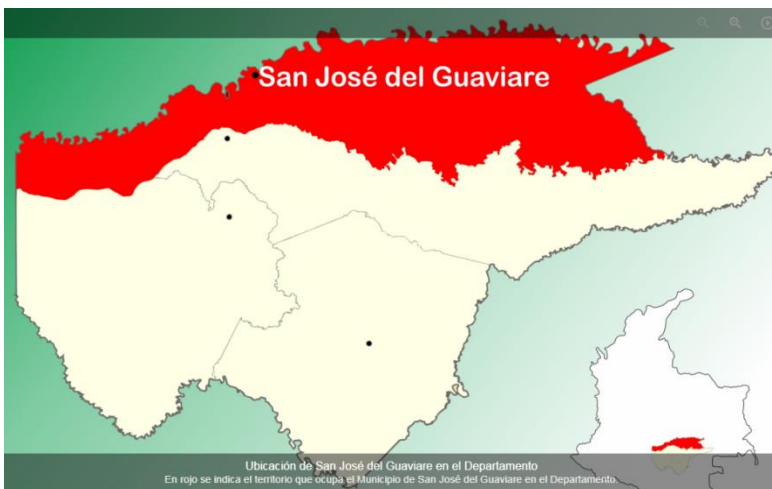 San José del Guaviare
Ubicación de San José del Guaviare en el Departamento
En rojo se indica el territorio que ocupa el Municipio de San José del Guaviare en el Departamento